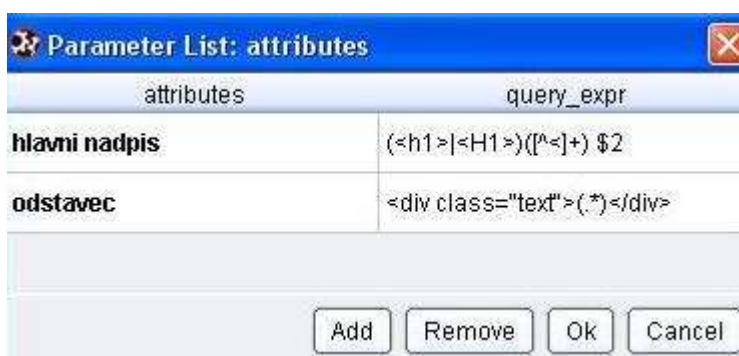 Parameter List: attributes
attributes query_expr
hlavni nadpis (<h1>|<H1>)([^<]+) $2
odstavec <div class="text">(.*)</div>
Add Remove Ok Cancel